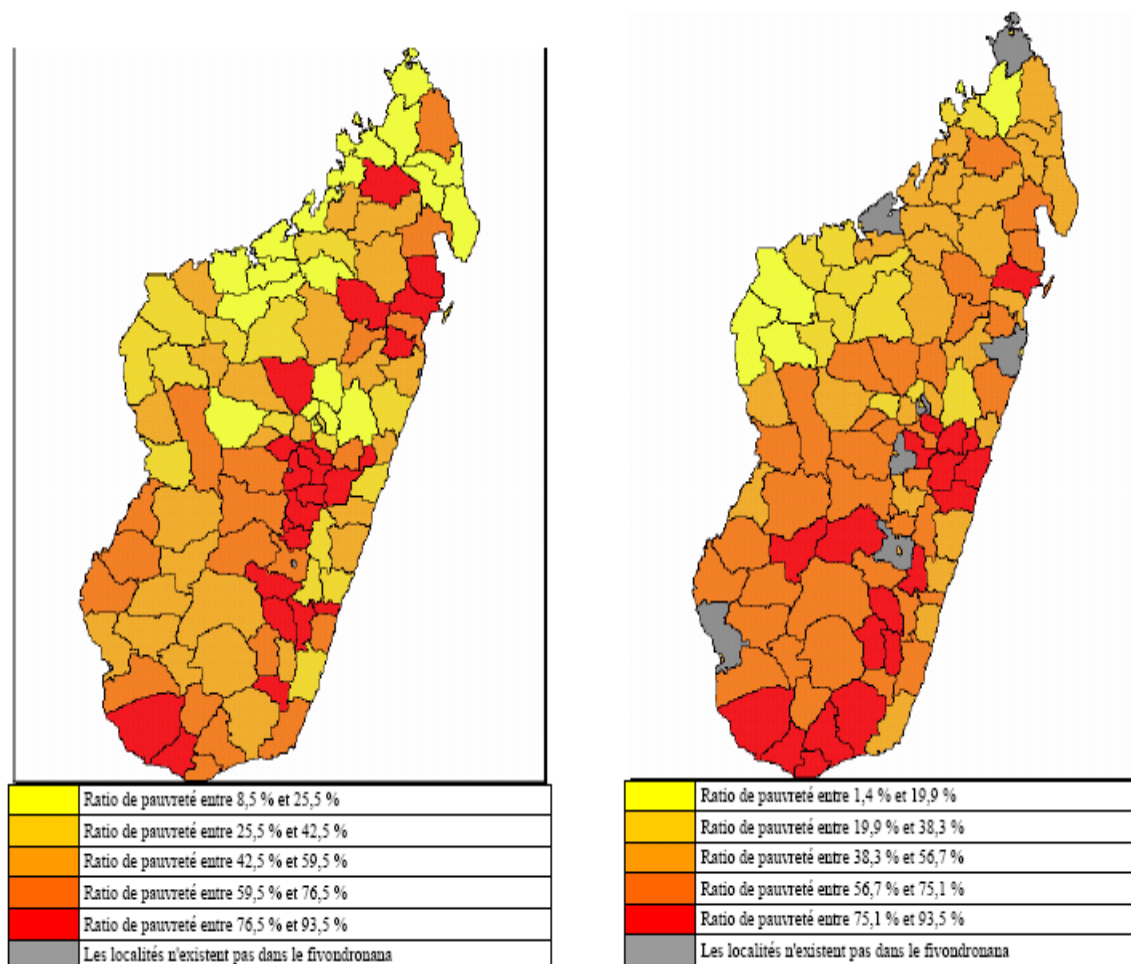 Ratio de pauvreté entre 8,5 % et 25,5 %
Ratio de pauvreté entre 25,5 % et 42,5 %
Ratio de pauvreté entre 42,5 % et 59,5 %
Ratio de pauvreté entre 59,5 % et 76,5 %
Ratio de pauvreté entre 76,5 % et 93,5 %
Les localités n'existent pas dans le fivondronana
Ratio de pauvreté entre 1,4 % et 19,9 %
Ratio de pauvreté entre 19,9 % et 38,3 %
Ratio de pauvreté entre 38,3 % et 56,7 %
Ratio de pauvreté entre 56,7 % et 75,1 %
Ratio de pauvreté entre 75,1 % et 93,5 %
Les localités n'existent pas dans le fivondronana